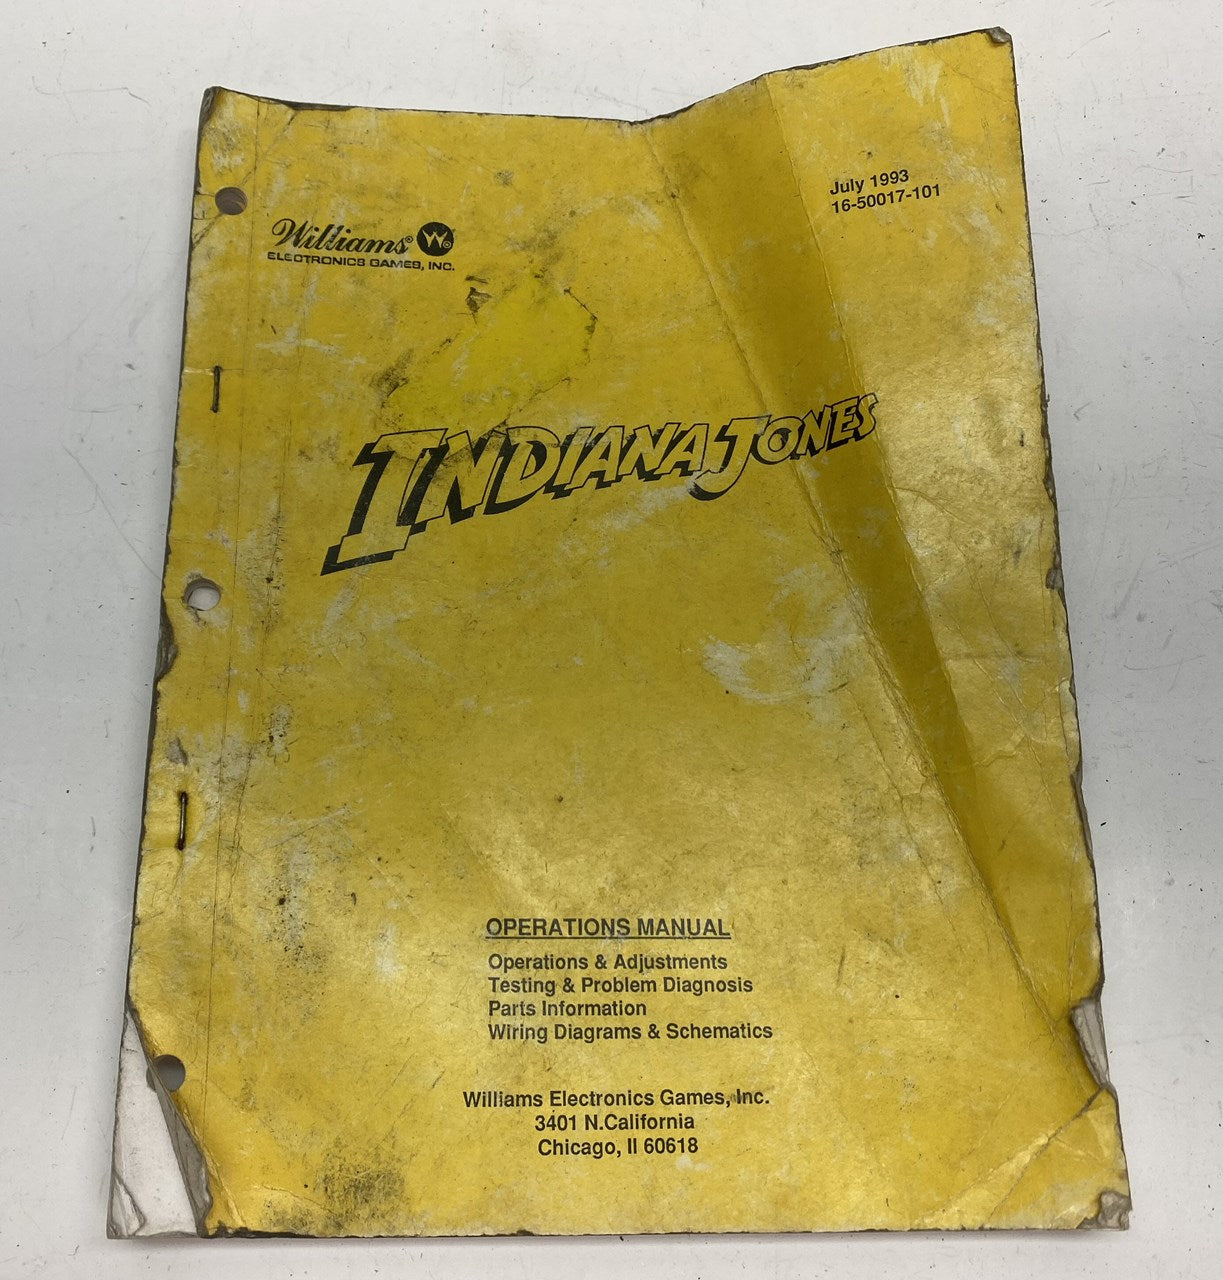 July 1993
16-50017-101
Williams® W
ELECTRONICS GAMES, INC.
INDIANA JONES
OPERATIONS MANUAL
Operations & Adjustments
Testing & Problem Diagnosis
Parts Information
Wiring Diagrams & Schematics
Williams Electronics Games, Inc.
3401 N.California
Chicago, Il 60618